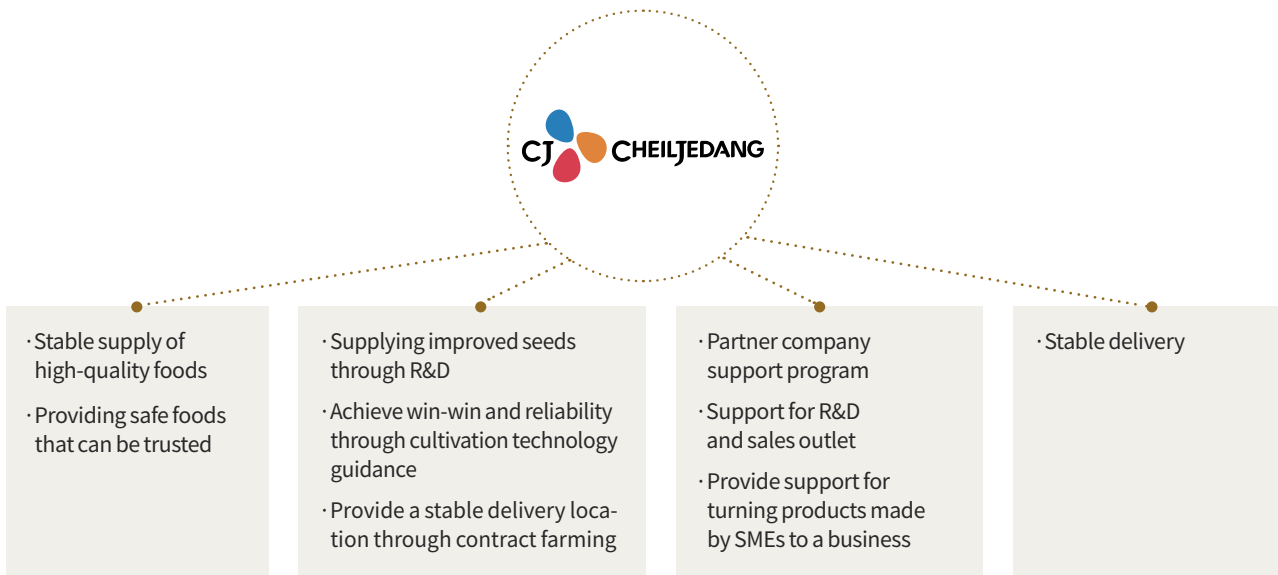 CJ CHEILJEDANG
· Stable supply of
high-quality foods
· Providing safe foods
that can be trusted
· Supplying improved seeds
through R&D
· Achieve win-win and reliability
through cultivation technology
guidance
· Provide a stable delivery loca-
tion through contract farming
· Partner company
support program
· Support for R&D
and sales outlet
· Provide support for
turning products made
by SMEs to a business
· Stable delivery